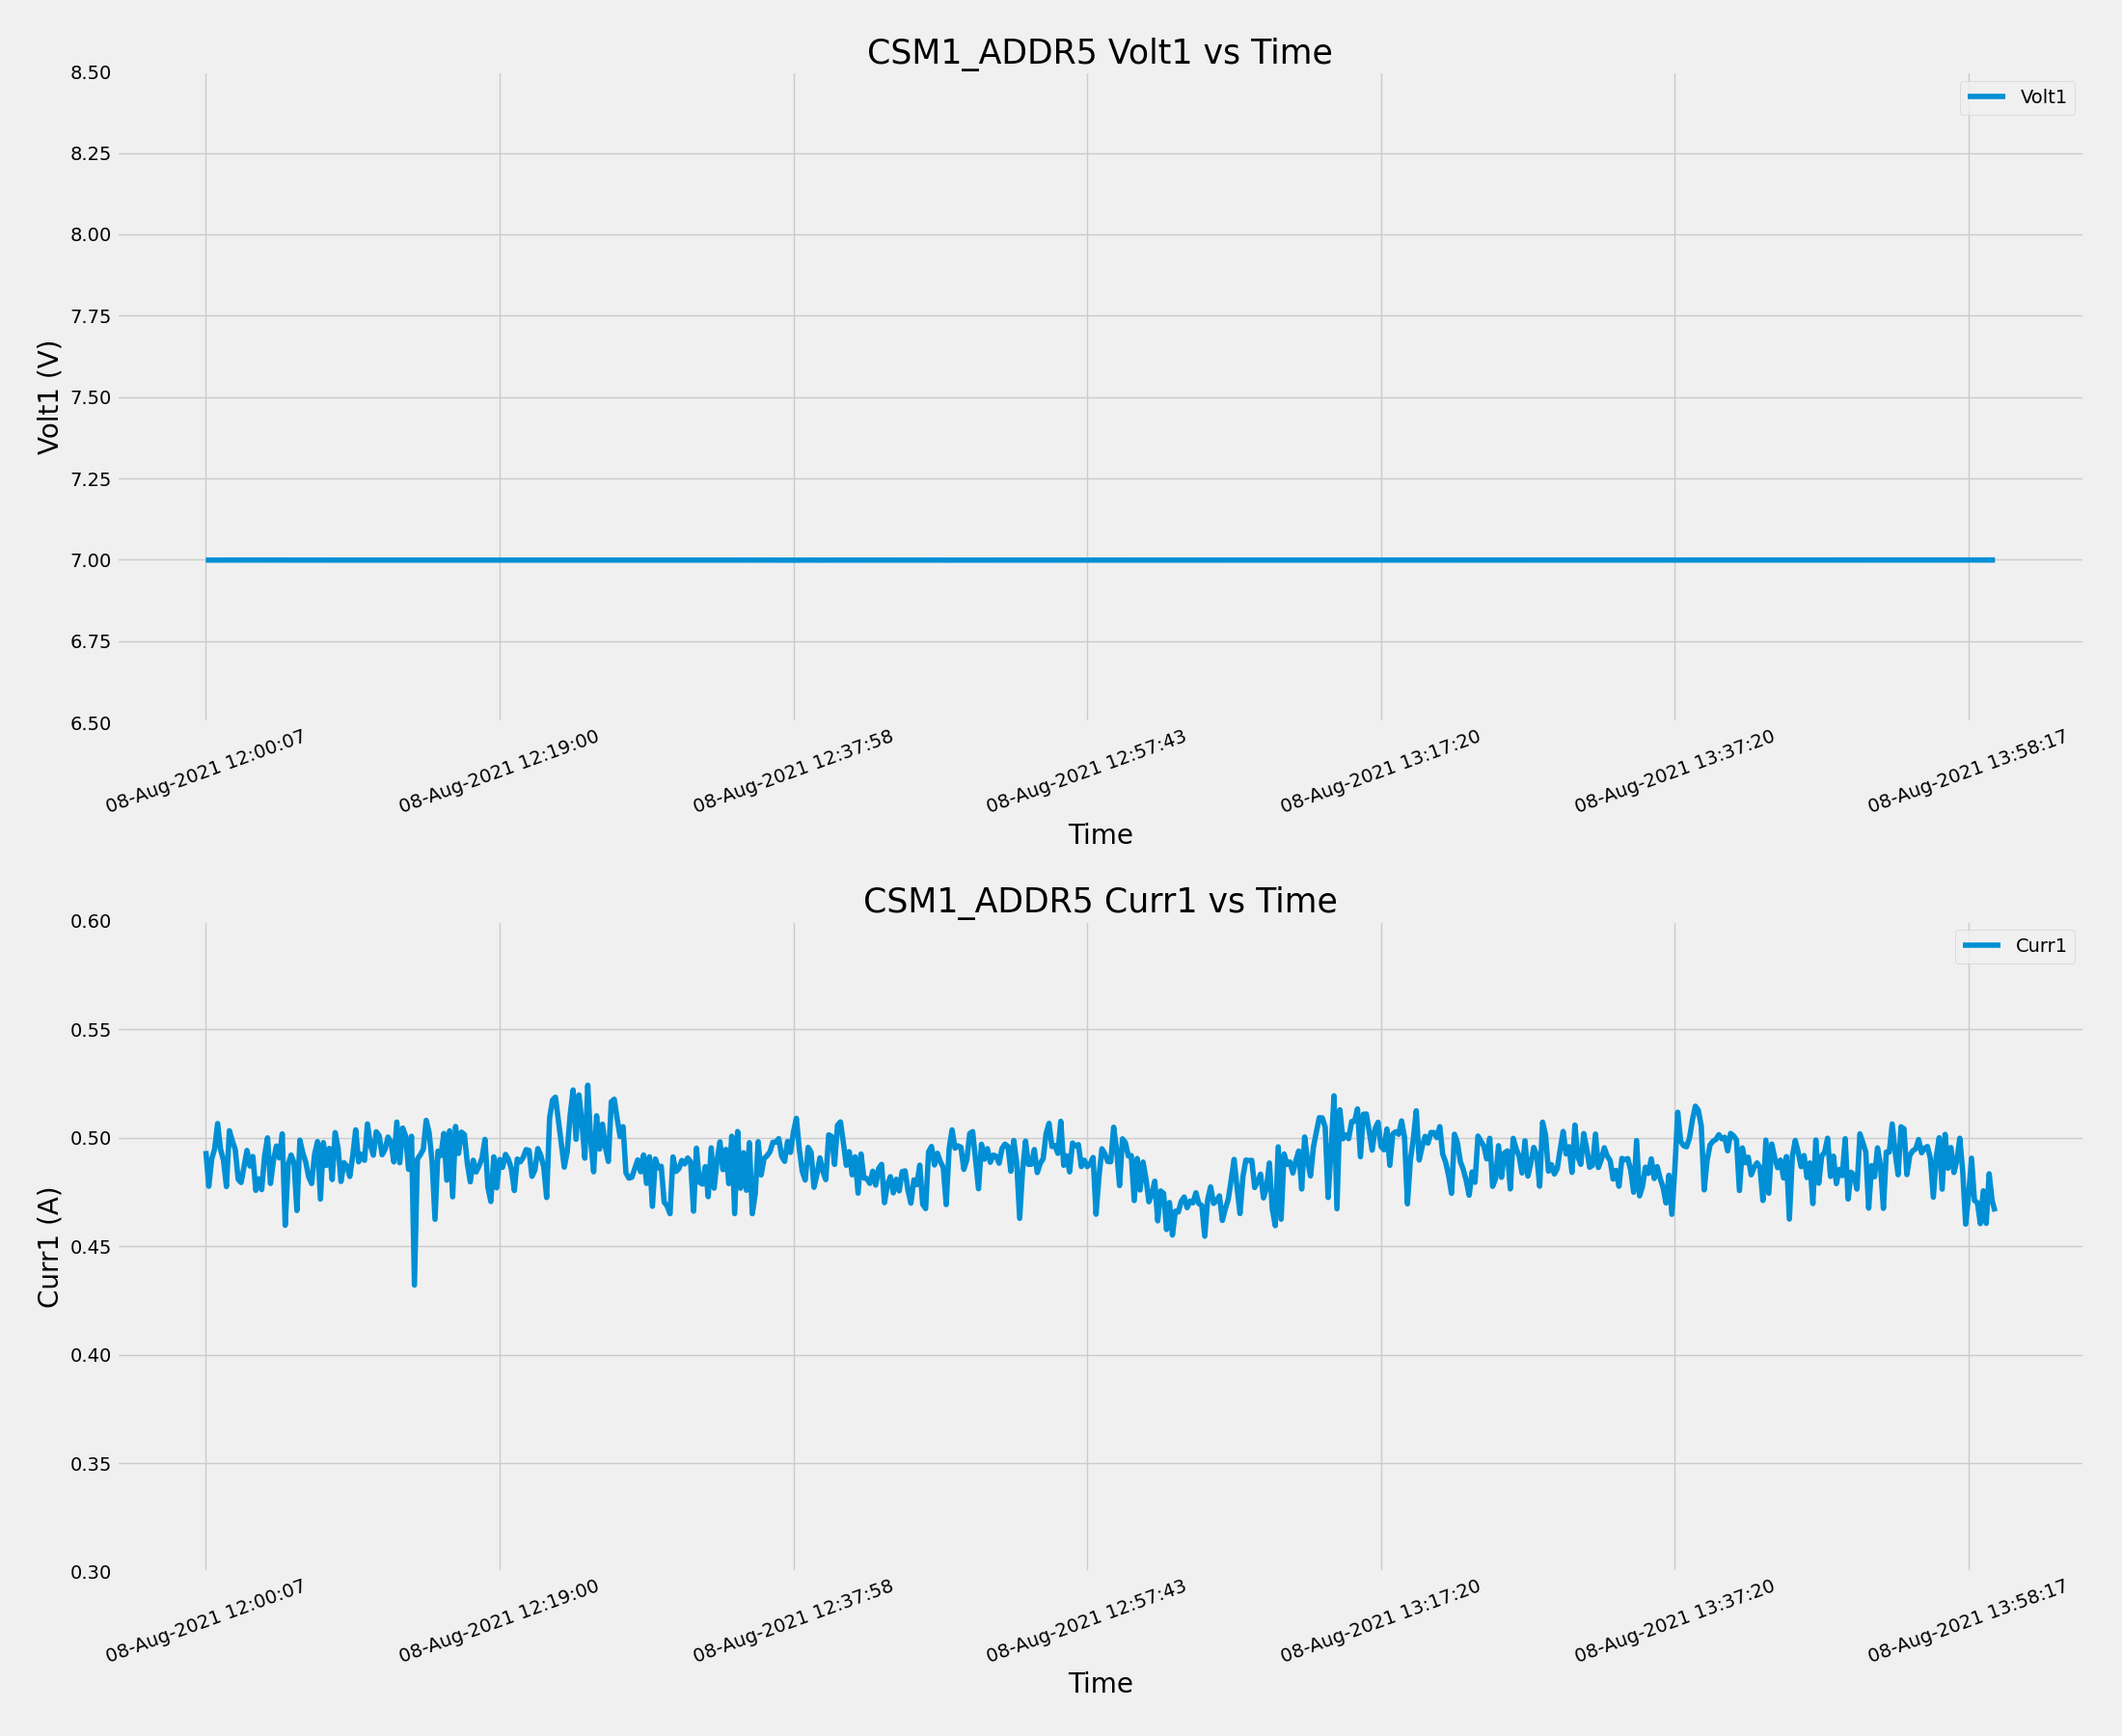 CSM1_ADDR5 Volt1 vs Time
Volt1
8.50
8.25
8.00
7.75
7.50
7.25
7.00
6.75
6.50
Volt1 (V)
08-Aug-2021 12:00:07
08-Aug-2021 12:19:00
08-Aug-2021 12:37:58
08-Aug-2021 12:57:43
08-Aug-2021 13:17:20
08-Aug-2021 13:37:20
08-Aug-2021 13:58:17
Time
CSM1_ADDR5 Curr1 vs Time
Curr1
0.60
0.55
0.50
0.45
0.40
0.35
0.30
Curr1 (A)
08-Aug-2021 12:00:07
08-Aug-2021 12:19:00
08-Aug-2021 12:37:58
08-Aug-2021 12:57:43
08-Aug-2021 13:17:20
08-Aug-2021 13:37:20
08-Aug-2021 13:58:17
Time